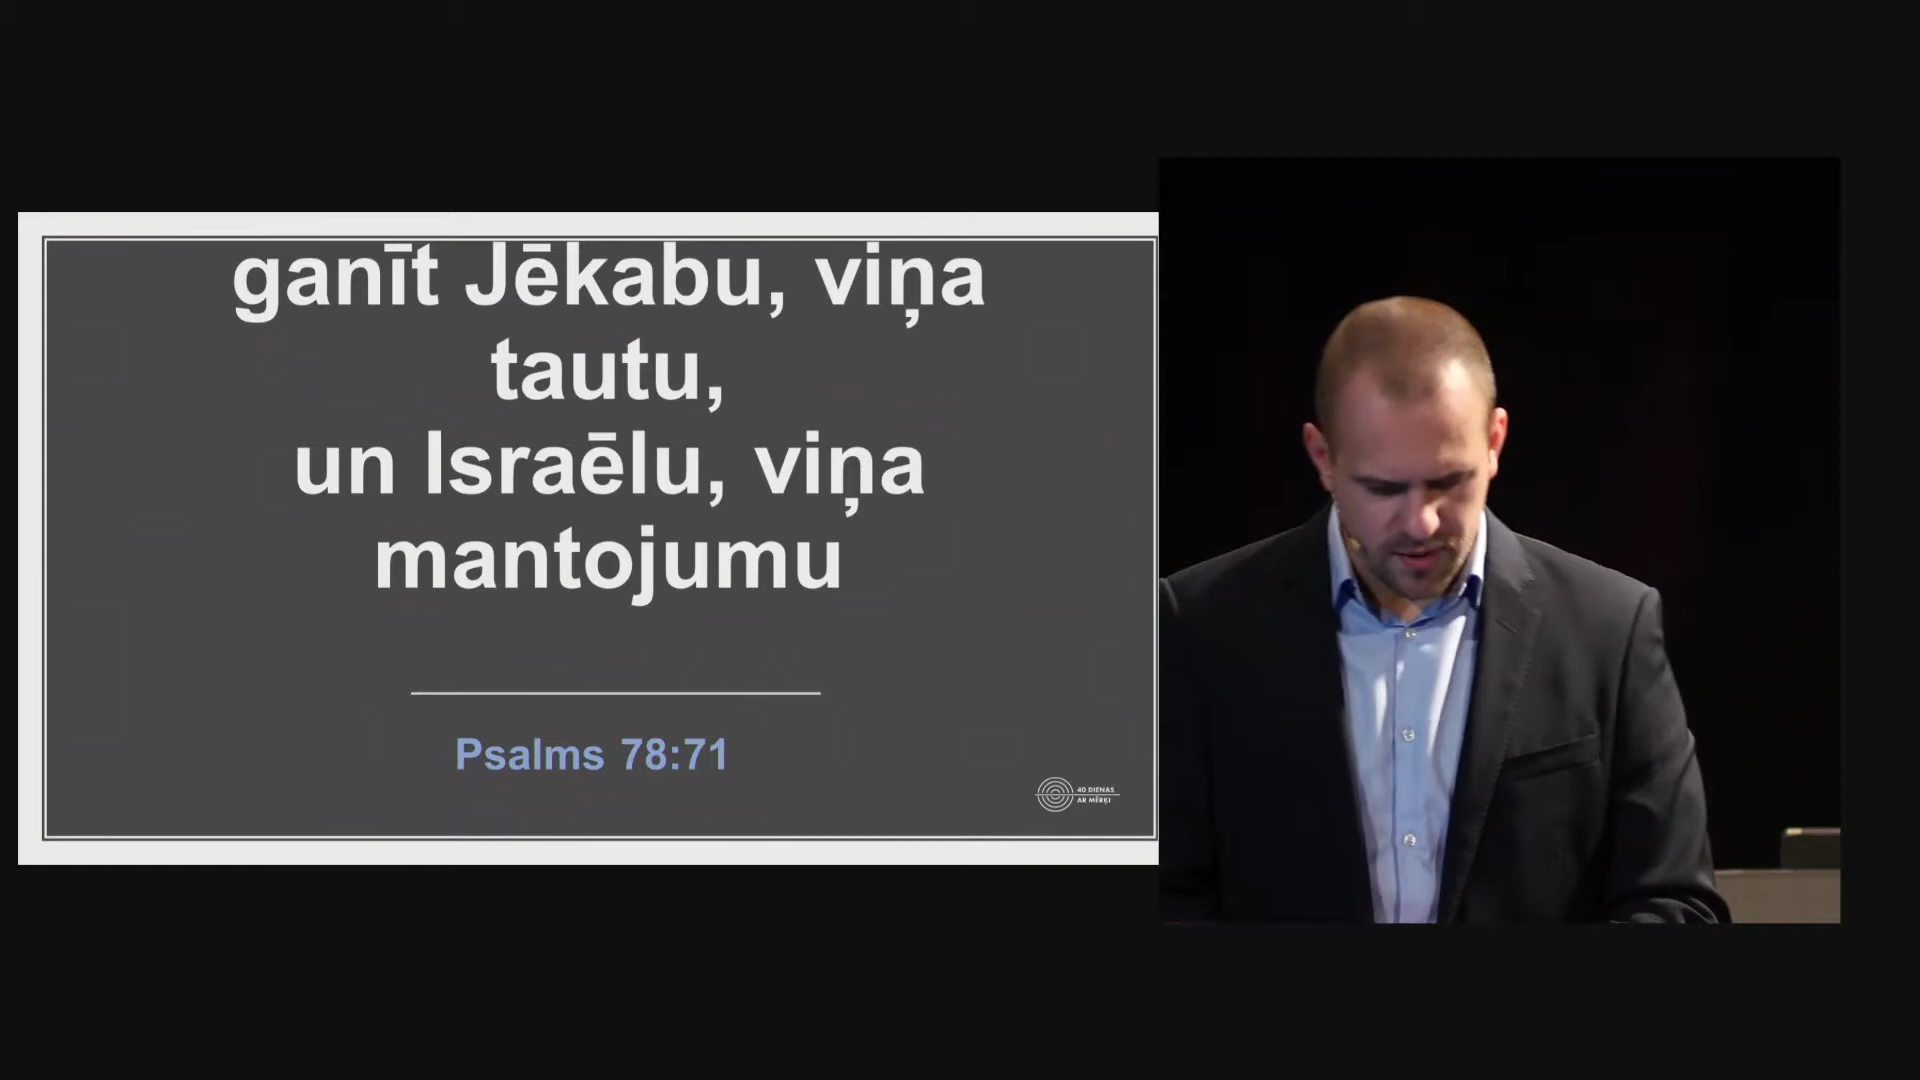 ganīt Jēkabu, viņa
tautu,
un Israēlu, viņa
mantojumu
Psalms 78:71
40 DIENAS
AR MĒRĶI